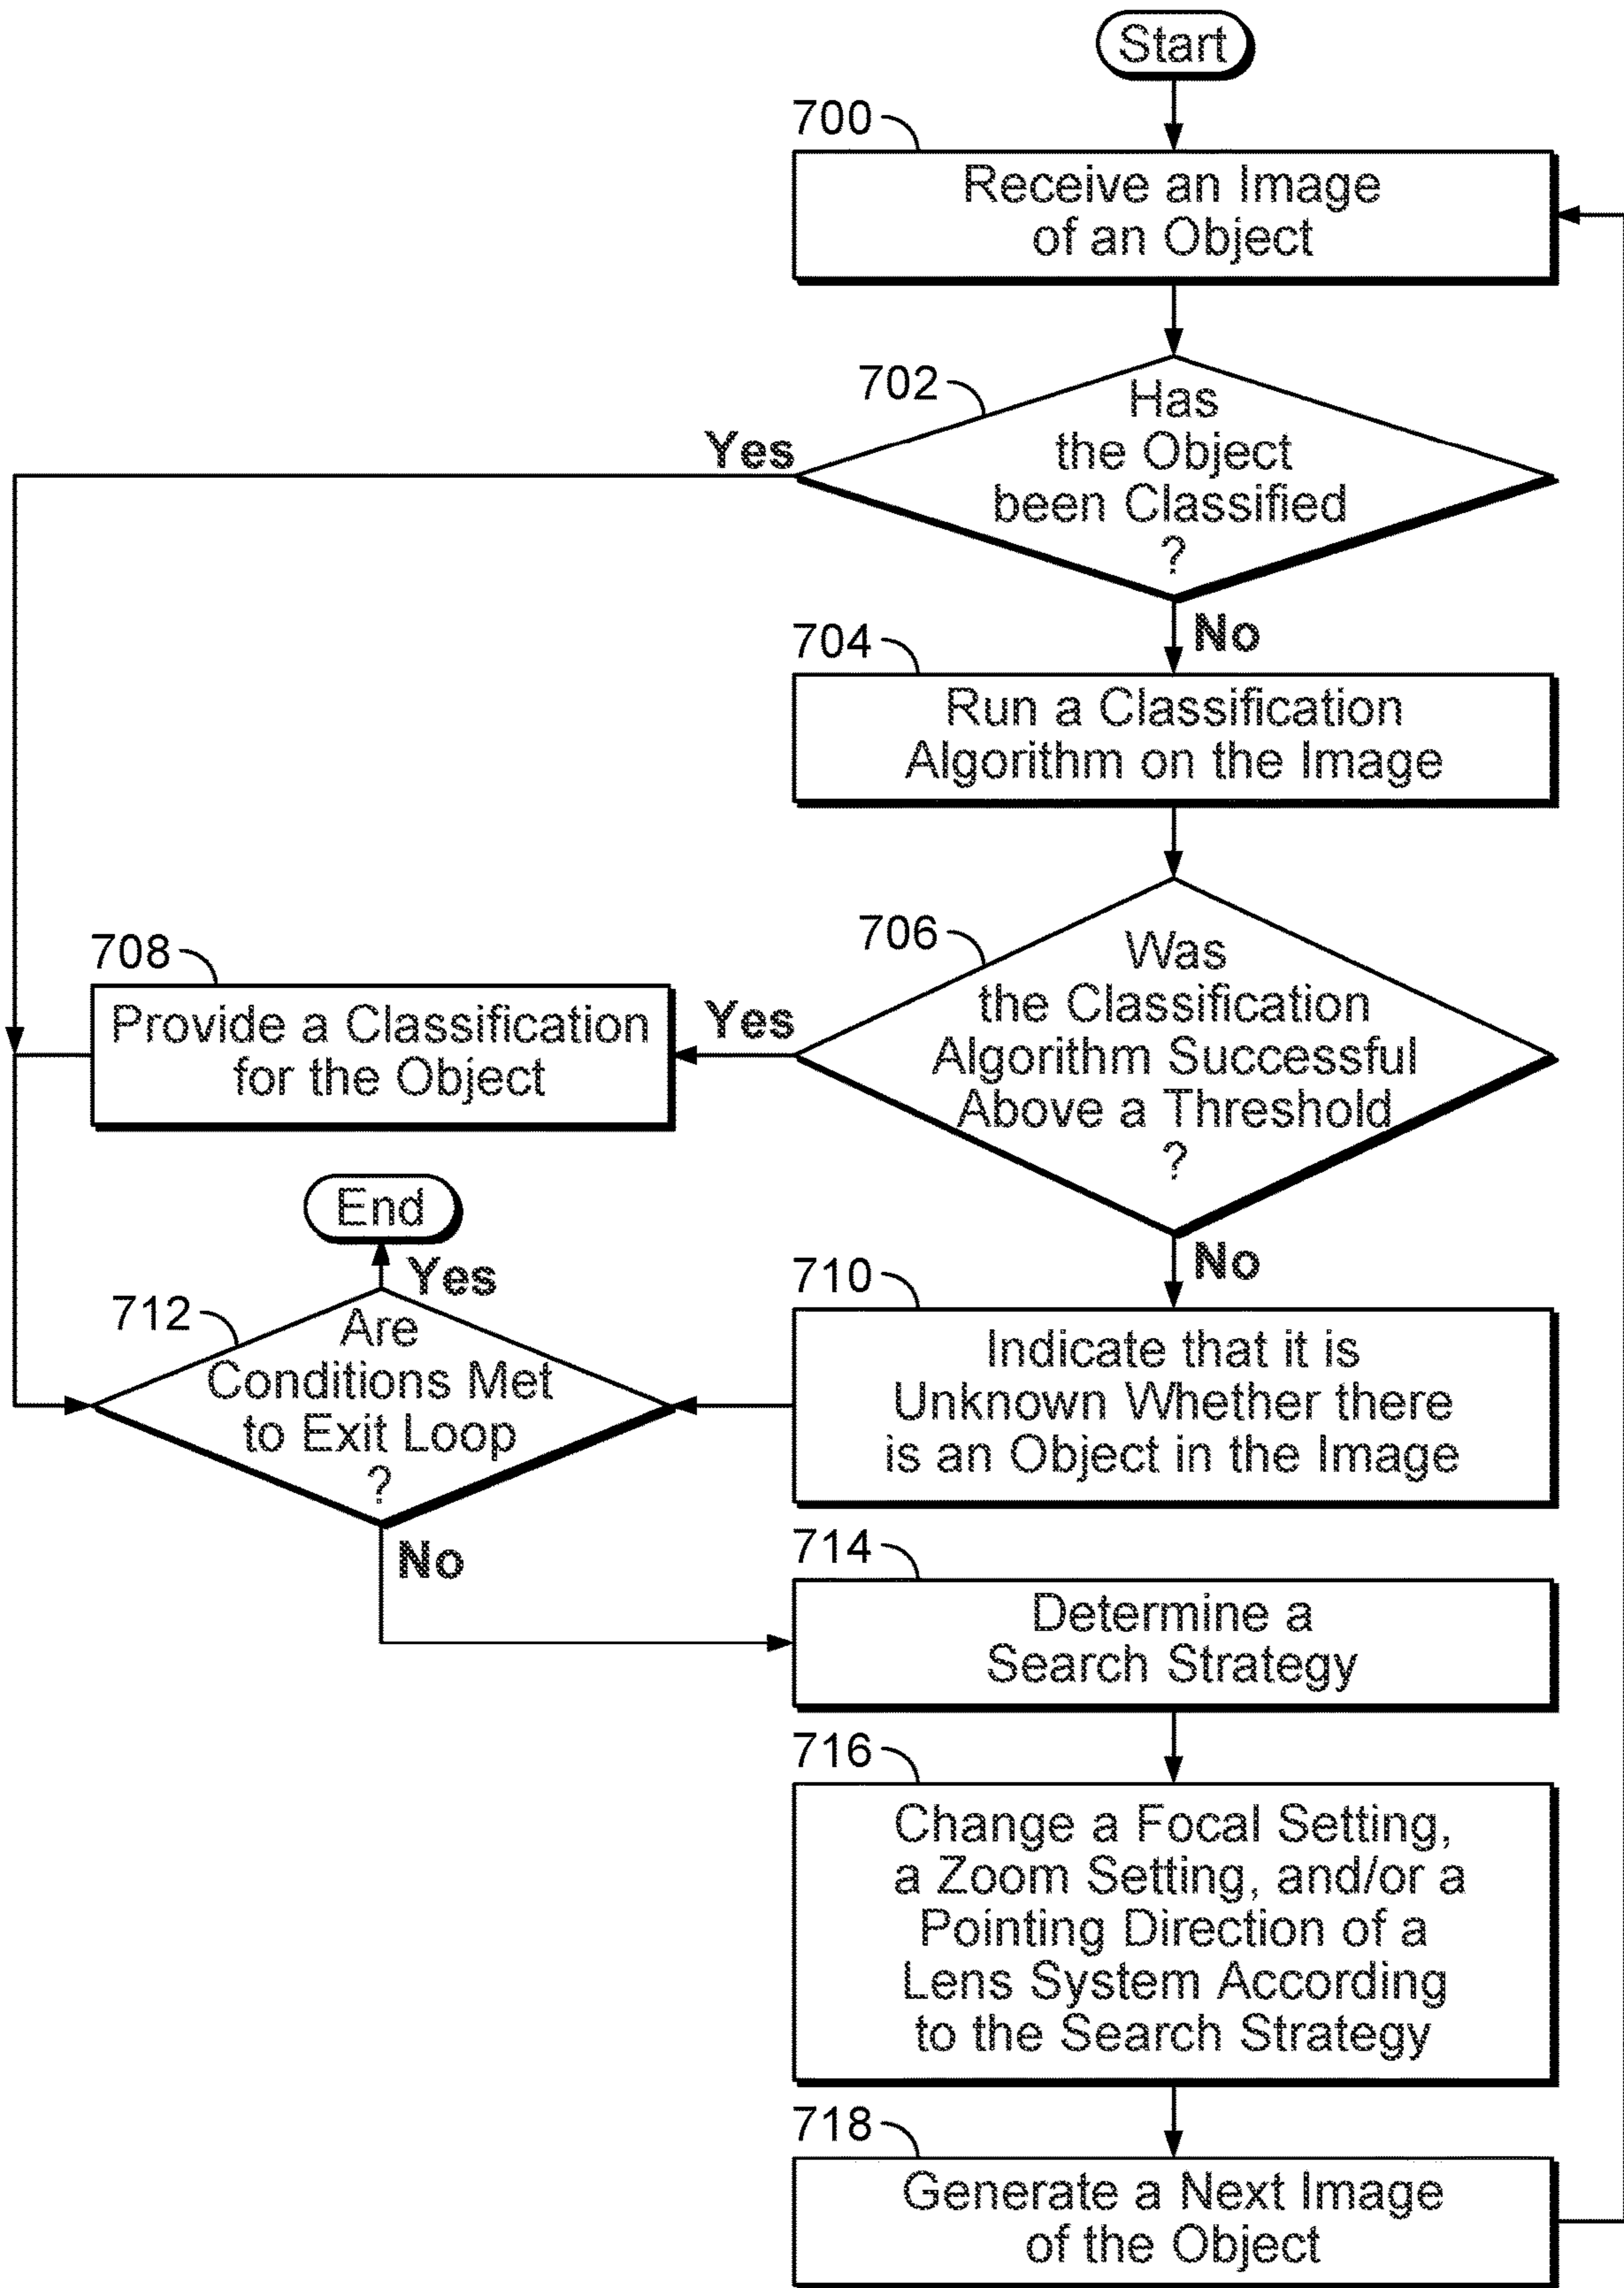 Start
700
Receive an Image
of an Object
702
Has
the Object
been Classified
?
Yes
No
704
Run a Classification
Algorithm on the Image
706
Was
the Classification
Algorithm Successful
Above a Threshold
?
Yes
708
Provide a Classification
for the Object
No
710
Indicate that it is
Unknown Whether there
is an Object in the Image
End
Yes
712
Are
Conditions Met
to Exit Loop
?
No
714
Determine a
Search Strategy
716
Change a Focal Setting,
a Zoom Setting, and/or a
Pointing Direction of a
Lens System According
to the Search Strategy
718
Generate a Next Image
of the Object